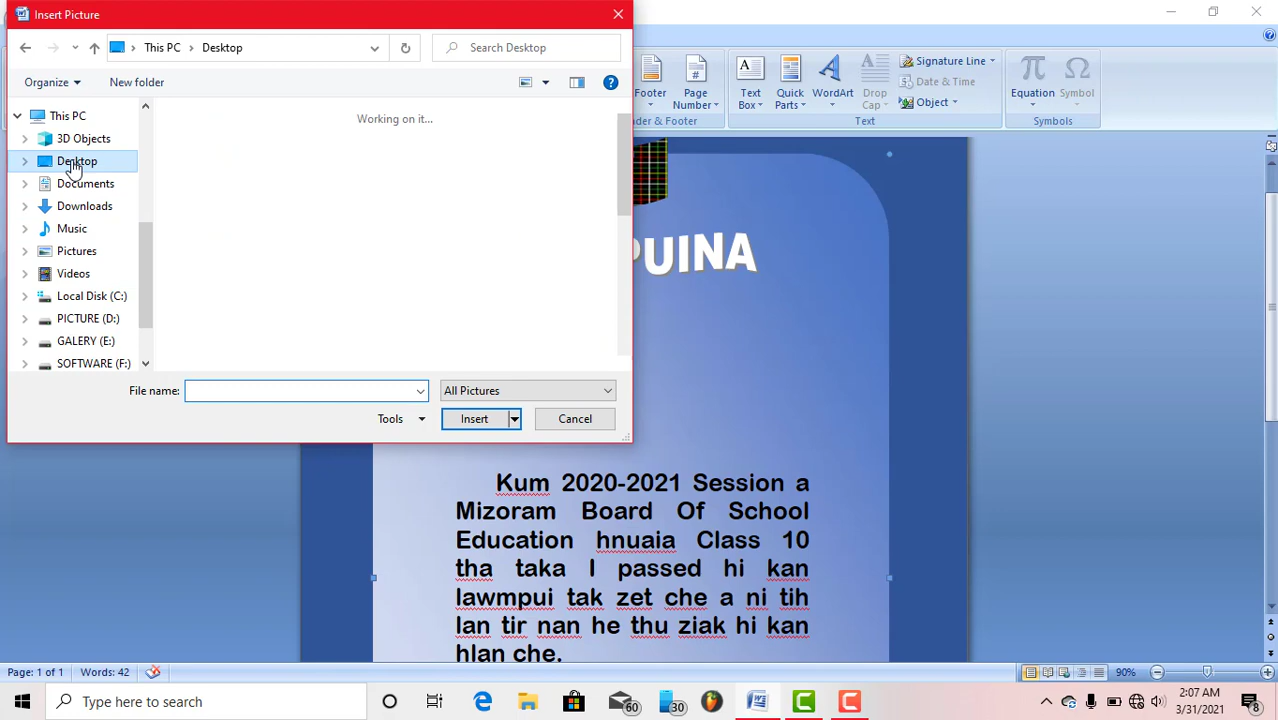 Insert Picture
This PC Desktop
Search Desktop
Organize New folder
This PC
3D Objects
Desktop
Documents
Downloads
Music
Pictures
Videos
Local Disk (C:)
PICTURE (D:)
GALERY (E:)
SOFTWARE (F:)
Working on it...
File name:
All Pictures
Tools Insert Cancel
Footer
Page Number
Text Box
Quick Parts
WordArt
Drop Cap
Signature Line
Date & Time
Object
Equation
Symbol
Text
Symbols
PUINA
Kum 2020-2021 Session a
Mizoram Board Of School
Education hnuaia Class 10
tha taka I passed hi kan
lawmpui tak zet che a ni tih
lan tir nan he thu ziak hi kan
hlan che.
Page: 1 of 1 Words: 42 90%
Type here to search
60
30
2:07 AM
3/31/2021
8